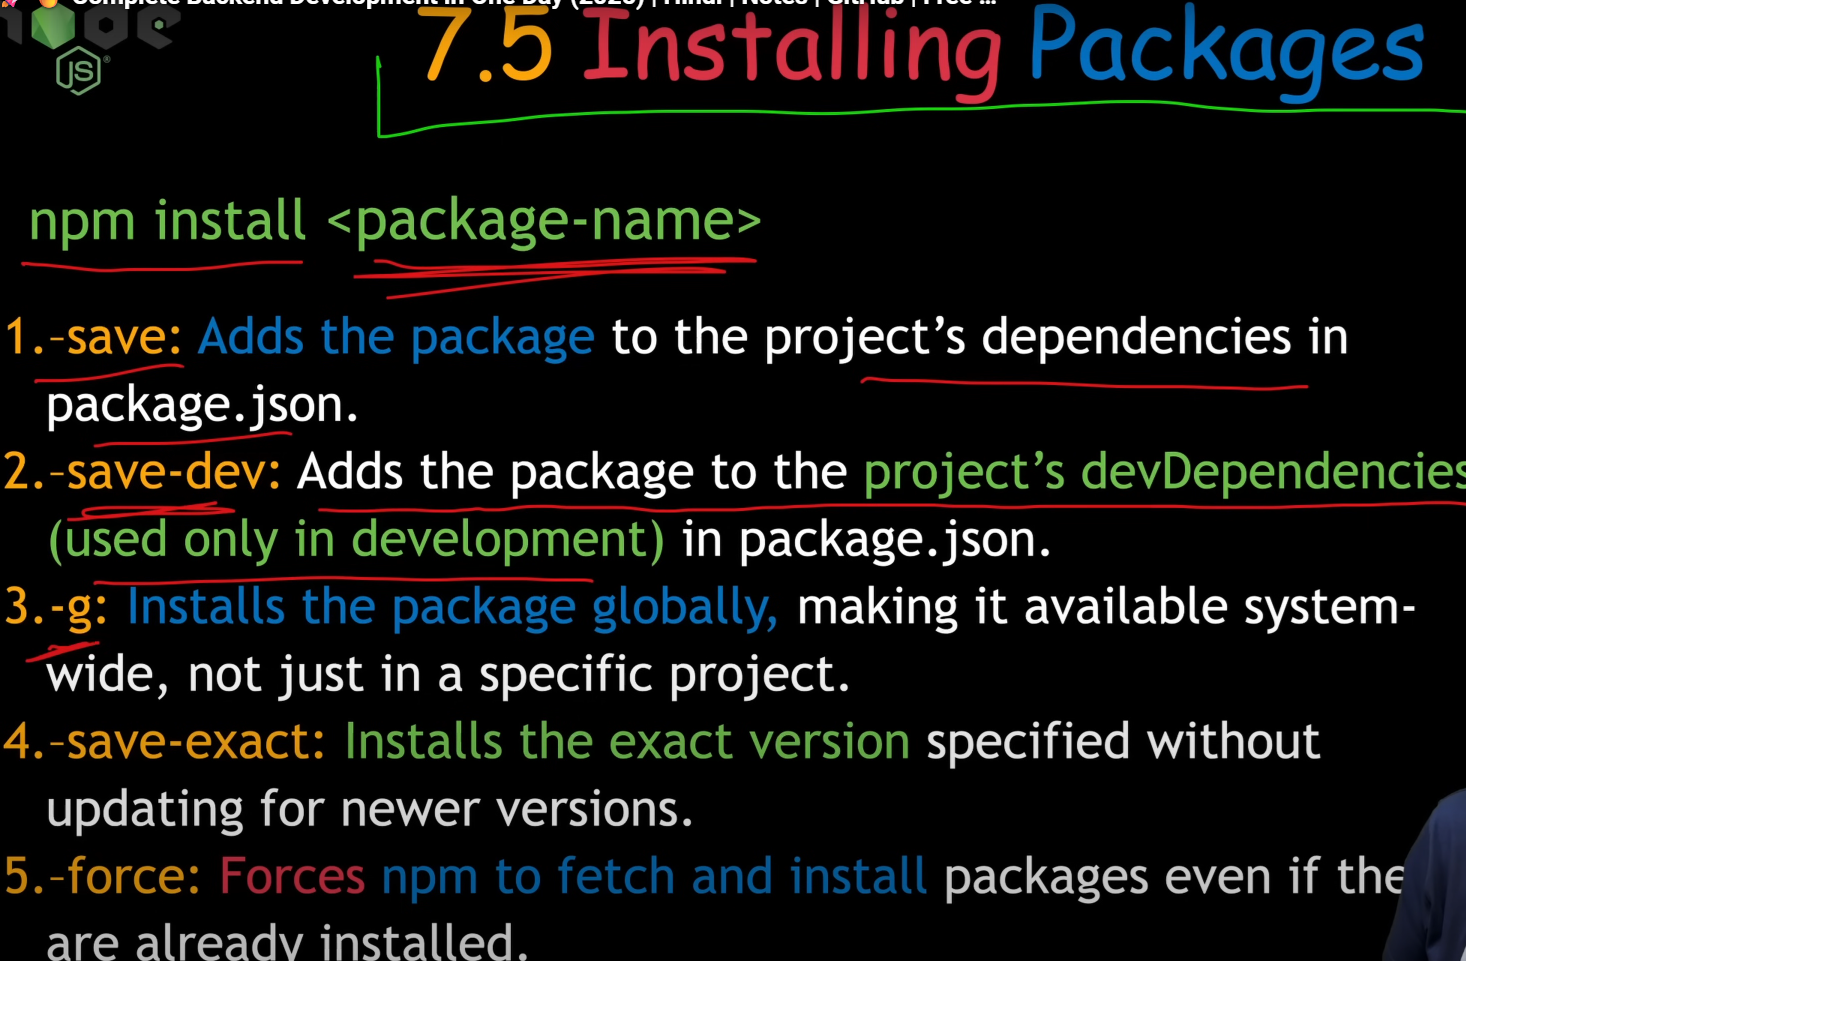 Complete Backend Development in One Day (2025) | Hindi | Notes | GitHub | Free ...
JS
7.5 Installing Packages
npm install <package-name>
1.–save: Adds the package to the project’s dependencies in
package.json.
2.–save-dev: Adds the package to the project’s devDependencies
(used only in development) in package.json.
3.-g: Installs the package globally, making it available system-
wide, not just in a specific project.
4.–save-exact: Installs the exact version specified without
updating for newer versions.
5.–force: Forces npm to fetch and install packages even if the
are already installed.